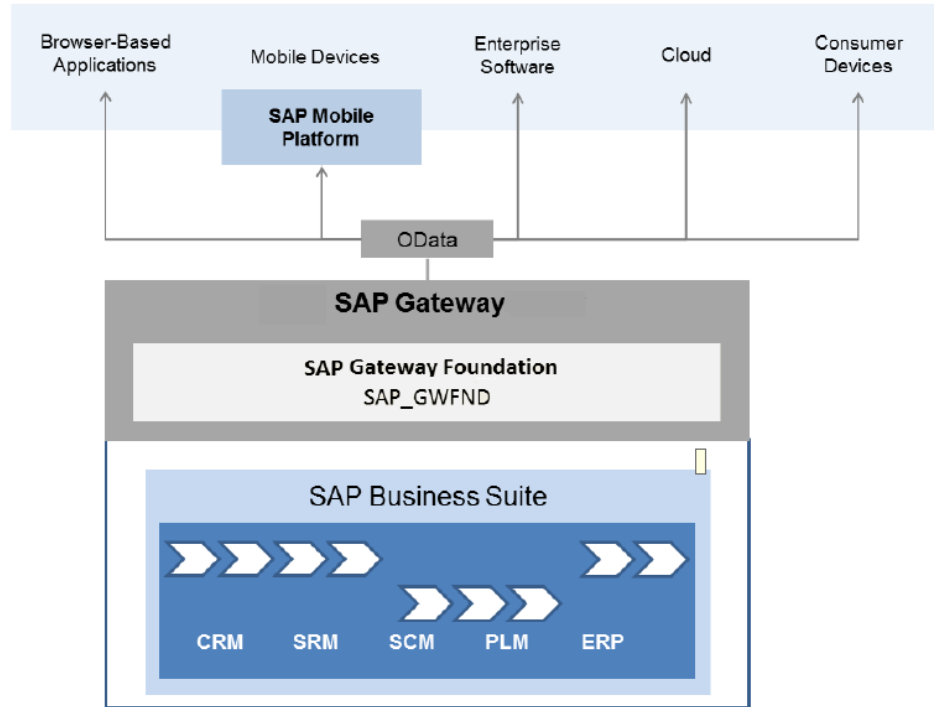 Browser-Based
Applications
Mobile Devices
Enterprise
Software
Cloud
Consumer
Devices
SAP Mobile
Platform
OData
SAP Gateway
SAP Gateway Foundation
SAP_GWFND
SAP Business Suite
CRM SRM SCM PLM ERP